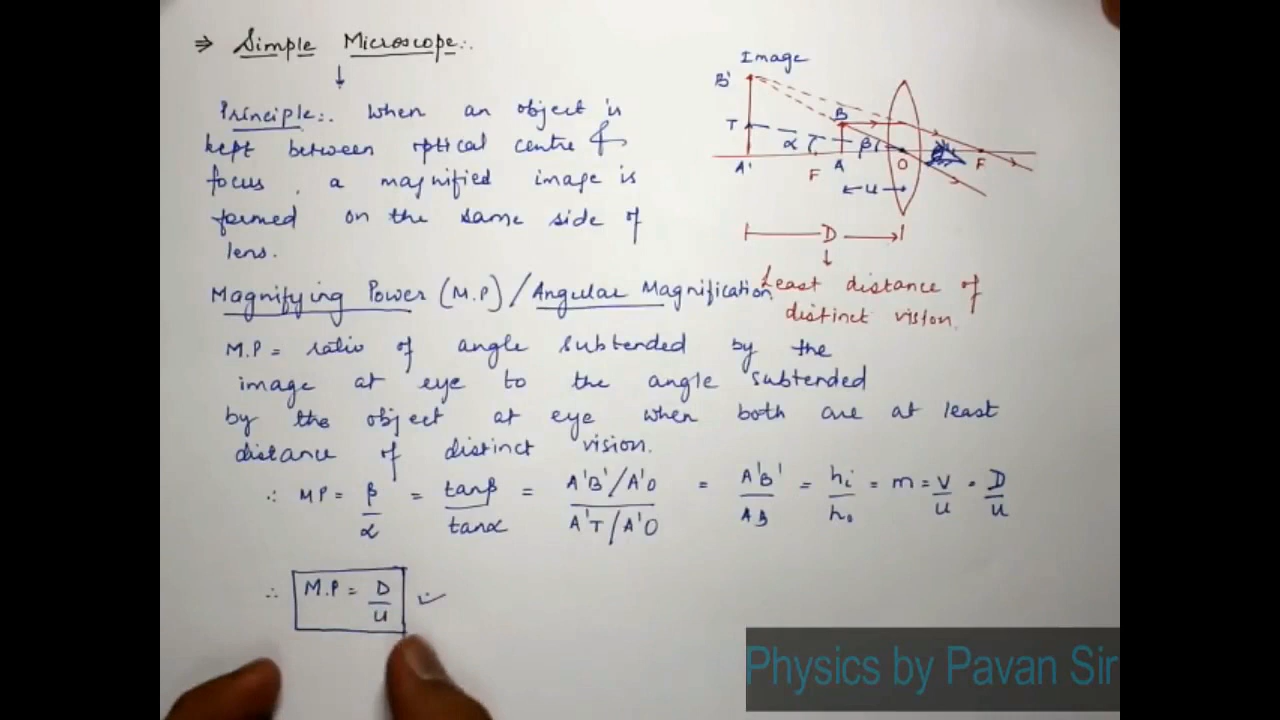 ⇒ Simple Microscope:.
↓
Principle:. When an object is
kept between optical centre &
focus, a magnified image is
formed on the same side of
lens.
Image
B'
T
A'
α
F
B
A
β
O
F
u
D
↓
Least distance of
distinct vision.
Magnifying Power (M.P) / Angular Magnification
M.P = ratio of angle subtended by the
image at eye to the angle subtended
by the object at eye when both are at least
distance of distinct vision.
∴ MP = β/α = tanβ/tanα = (A'B'/A'O)/(A'T/A'O) = A'B'/AB = hi/ho = m = V/u = D/u
∴ M.P = D/u
Physics by Pavan Sir